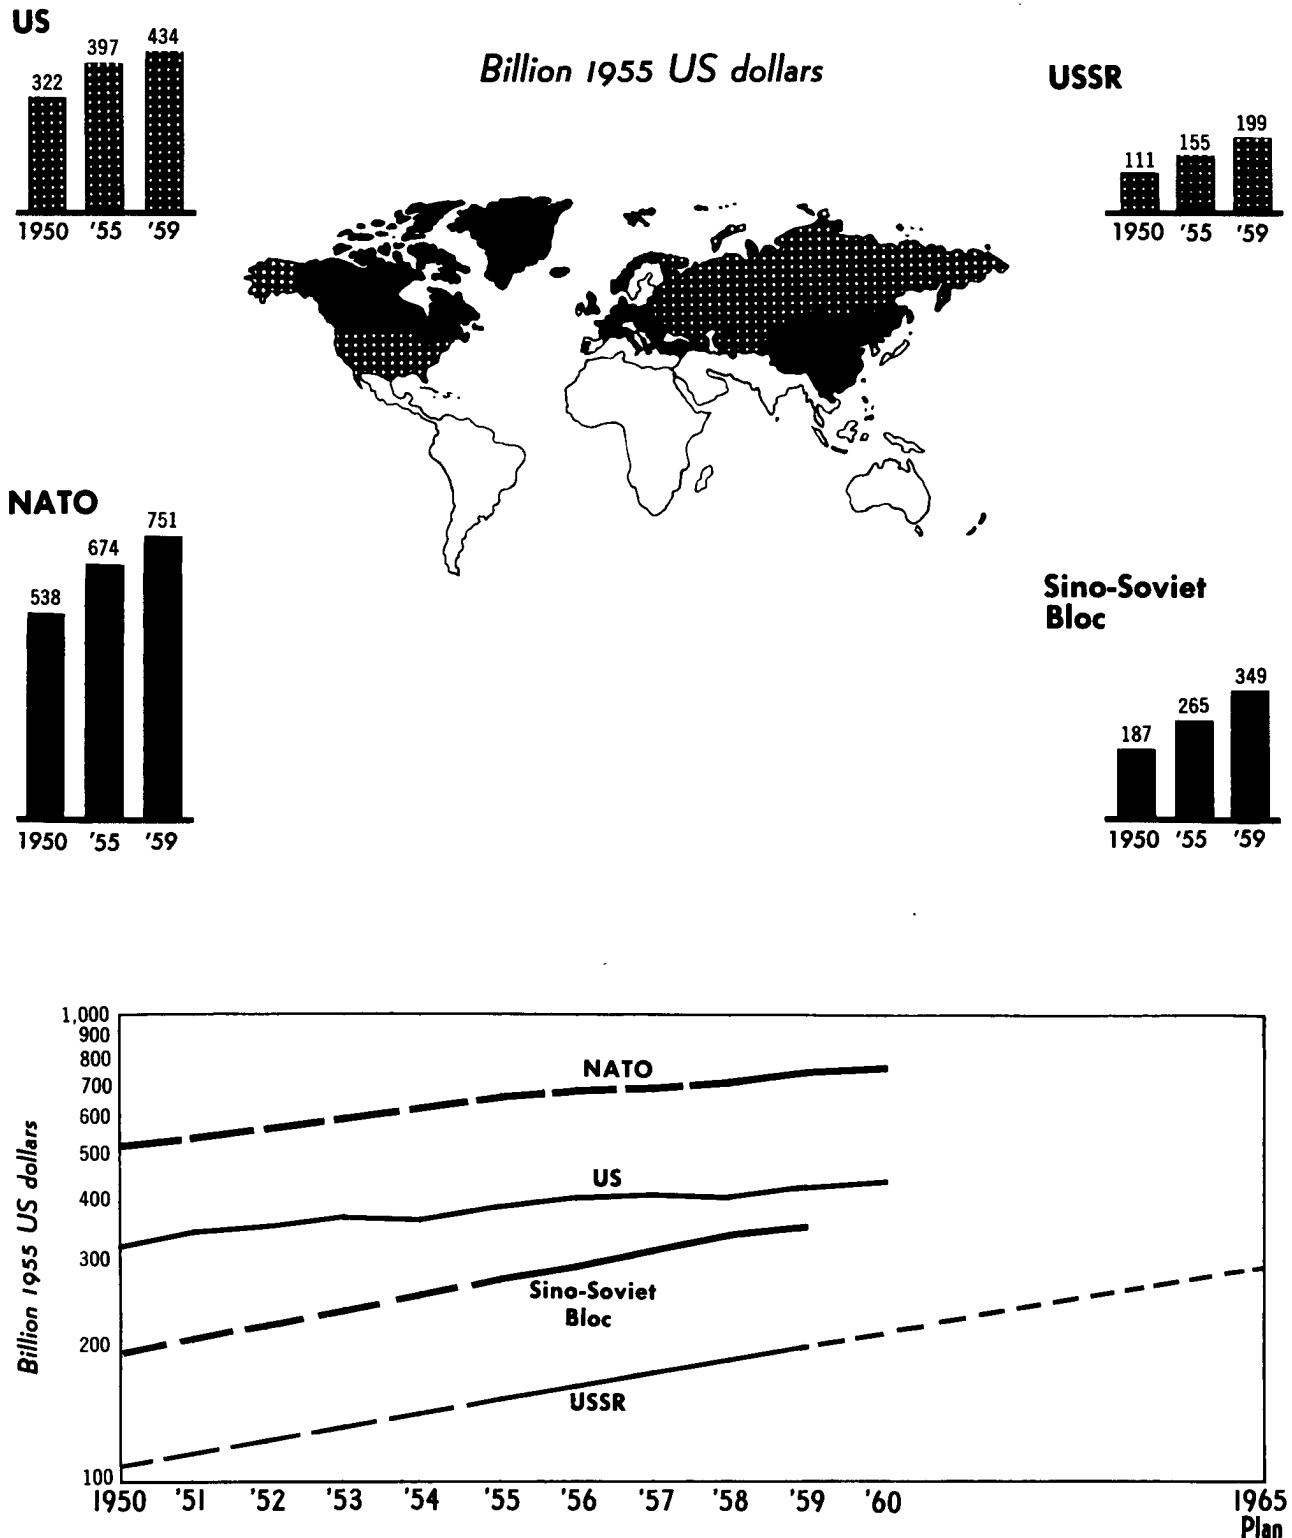 US
322
397
434
1950 '55 '59
Billion 1955 US dollars
USSR
111
155
199
1950 '55 '59
NATO
538
674
751
1950 '55 '59
Sino-Soviet
Bloc
187
265
349
1950 '55 '59
Billion 1955 US dollars
1,000
900
800
700
600
500
400
300
200
100
NATO
US
Sino-Soviet
Bloc
USSR
1950 '51 '52 '53 '54 '55 '56 '57 '58 '59 '60 1965
Plan